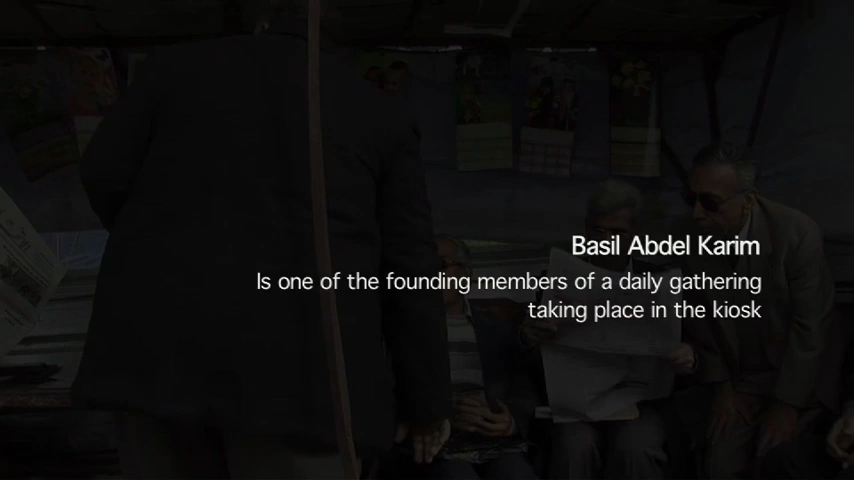 Basil Abdel Karim
Is one of the founding members of a daily gathering
taking place in the kiosk